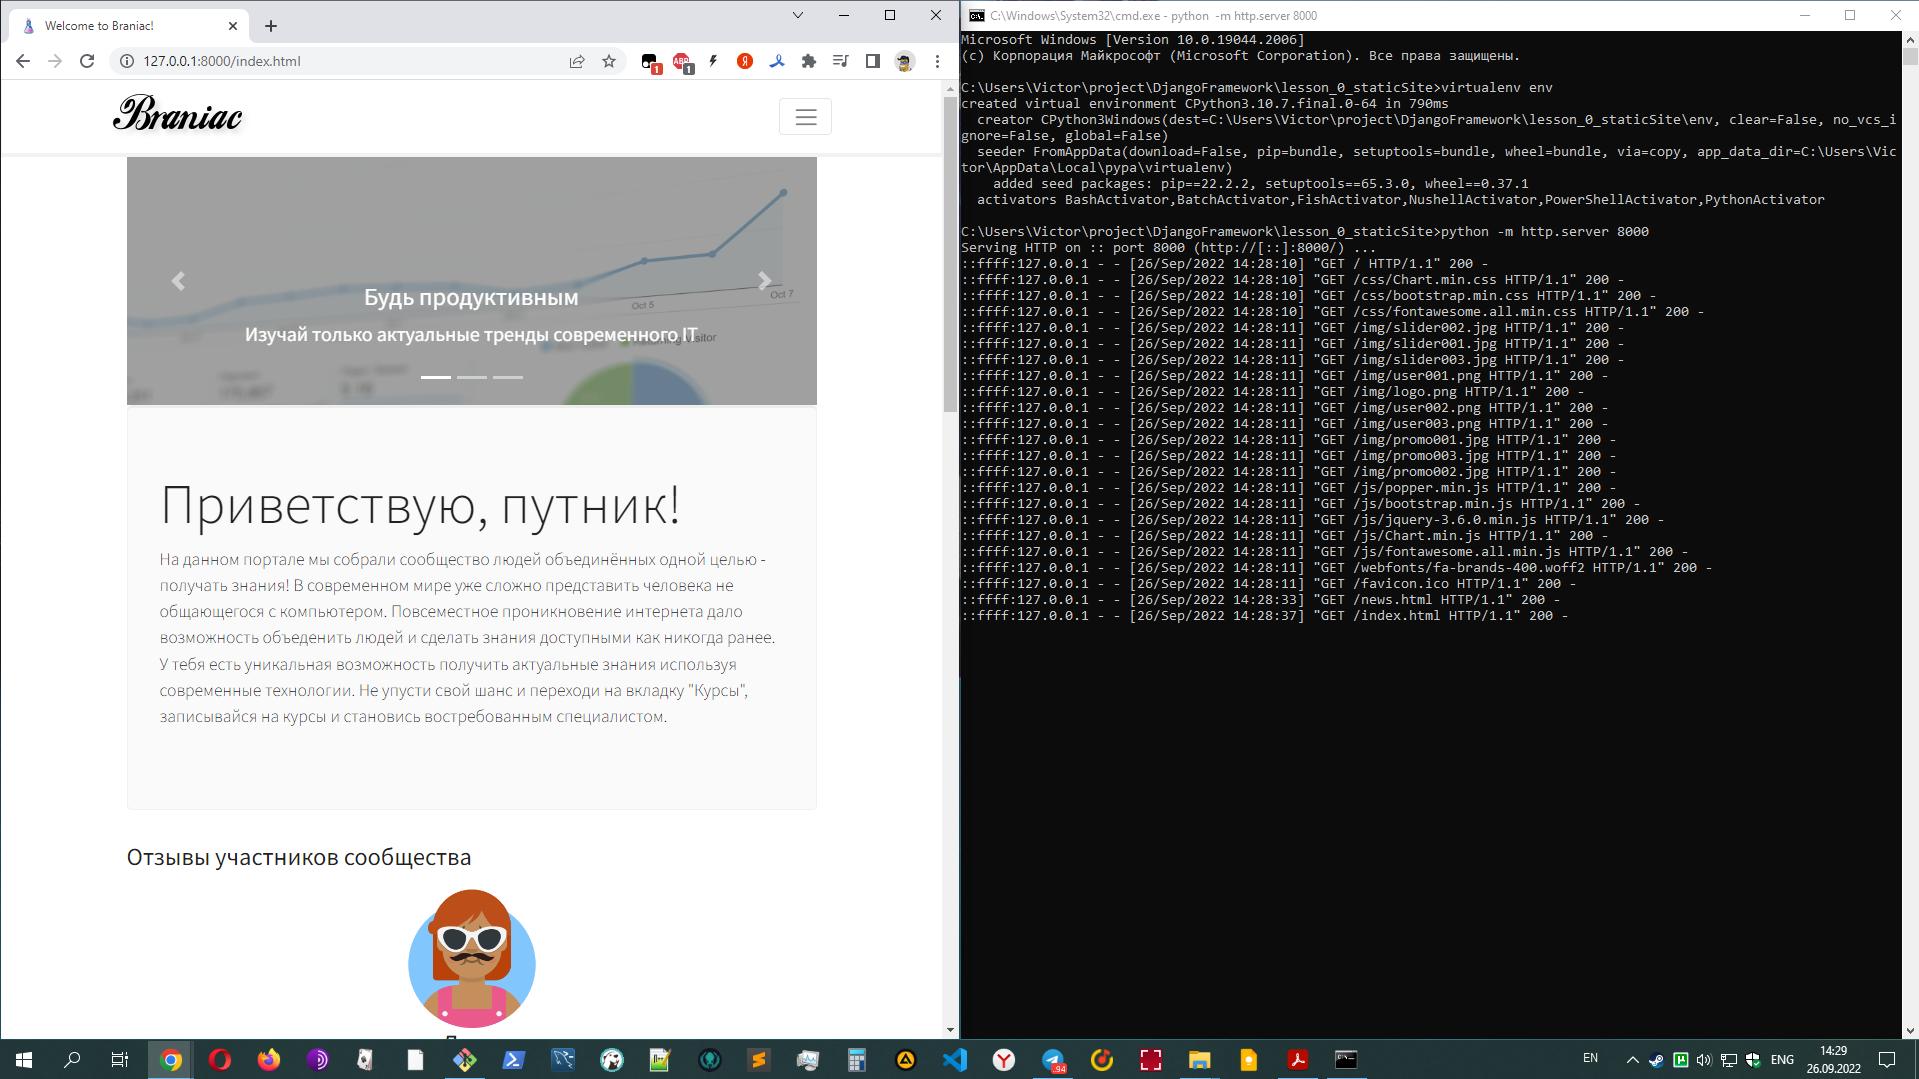 Welcome to Braniac!
127.0.0.1:8000/index.html
1
ABP
1
Я
Braniac
Oct 5
Oct 7
Будь продуктивным
Изучай только актуальные тренды современного IT
Приветствую, путник!
На данном портале мы собрали сообщество людей объединённых одной целью -
получать знания! В современном мире уже сложно представить человека не
общающегося с компьютером. Повсеместное проникновение интернета дало
возможность объеденить людей и сделать знания доступными как никогда ранее.
У тебя есть уникальная возможность получить актуальные знания используя
современные технологии. Не упусти свой шанс и переходи на вкладку "Курсы",
записывайся на курсы и становись востребованным специалистом.
Отзывы участников сообщества
C:\Windows\System32\cmd.exe - python  -m http.server 8000
Microsoft Windows [Version 10.0.19044.2006]
(c) Корпорация Майкрософт (Microsoft Corporation). Все права защищены.
C:\Users\Victor\project\DjangoFramework\lesson_0_staticSite>virtualenv env
created virtual environment CPython3.10.7.final.0-64 in 790ms
creator CPython3Windows(dest=C:\Users\Victor\project\DjangoFramework\lesson_0_staticSite\env, clear=False, no_vcs_i
gnore=False, global=False)
seeder FromAppData(download=False, pip=bundle, setuptools=bundle, wheel=bundle, via=copy, app_data_dir=C:\Users\Vic
tor\AppData\Local\pypa\virtualenv)
added seed packages: pip==22.2.2, setuptools==65.3.0, wheel==0.37.1
activators BashActivator,BatchActivator,FishActivator,NushellActivator,PowerShellActivator,PythonActivator
C:\Users\Victor\project\DjangoFramework\lesson_0_staticSite>python -m http.server 8000
Serving HTTP on :: port 8000 (http://[::]:8000/) ...
::ffff:127.0.0.1 - - [26/Sep/2022 14:28:10] "GET / HTTP/1.1" 200 -
::ffff:127.0.0.1 - - [26/Sep/2022 14:28:10] "GET /css/Chart.min.css HTTP/1.1" 200 -
::ffff:127.0.0.1 - - [26/Sep/2022 14:28:10] "GET /css/bootstrap.min.css HTTP/1.1" 200 -
::ffff:127.0.0.1 - - [26/Sep/2022 14:28:10] "GET /css/fontawesome.all.min.css HTTP/1.1" 200 -
::ffff:127.0.0.1 - - [26/Sep/2022 14:28:11] "GET /img/slider002.jpg HTTP/1.1" 200 -
::ffff:127.0.0.1 - - [26/Sep/2022 14:28:11] "GET /img/slider001.jpg HTTP/1.1" 200 -
::ffff:127.0.0.1 - - [26/Sep/2022 14:28:11] "GET /img/slider003.jpg HTTP/1.1" 200 -
::ffff:127.0.0.1 - - [26/Sep/2022 14:28:11] "GET /img/user001.png HTTP/1.1" 200 -
::ffff:127.0.0.1 - - [26/Sep/2022 14:28:11] "GET /img/logo.png HTTP/1.1" 200 -
::ffff:127.0.0.1 - - [26/Sep/2022 14:28:11] "GET /img/user002.png HTTP/1.1" 200 -
::ffff:127.0.0.1 - - [26/Sep/2022 14:28:11] "GET /img/user003.png HTTP/1.1" 200 -
::ffff:127.0.0.1 - - [26/Sep/2022 14:28:11] "GET /img/promo001.jpg HTTP/1.1" 200 -
::ffff:127.0.0.1 - - [26/Sep/2022 14:28:11] "GET /img/promo003.jpg HTTP/1.1" 200 -
::ffff:127.0.0.1 - - [26/Sep/2022 14:28:11] "GET /img/promo002.jpg HTTP/1.1" 200 -
::ffff:127.0.0.1 - - [26/Sep/2022 14:28:11] "GET /js/popper.min.js HTTP/1.1" 200 -
::ffff:127.0.0.1 - - [26/Sep/2022 14:28:11] "GET /js/bootstrap.min.js HTTP/1.1" 200 -
::ffff:127.0.0.1 - - [26/Sep/2022 14:28:11] "GET /js/jquery-3.6.0.min.js HTTP/1.1" 200 -
::ffff:127.0.0.1 - - [26/Sep/2022 14:28:11] "GET /js/Chart.min.js HTTP/1.1" 200 -
::ffff:127.0.0.1 - - [26/Sep/2022 14:28:11] "GET /js/fontawesome.all.min.js HTTP/1.1" 200 -
::ffff:127.0.0.1 - - [26/Sep/2022 14:28:11] "GET /webfonts/fa-brands-400.woff2 HTTP/1.1" 200 -
::ffff:127.0.0.1 - - [26/Sep/2022 14:28:11] "GET /favicon.ico HTTP/1.1" 200 -
::ffff:127.0.0.1 - - [26/Sep/2022 14:28:33] "GET /news.html HTTP/1.1" 200 -
::ffff:127.0.0.1 - - [26/Sep/2022 14:28:37] "GET /index.html HTTP/1.1" 200 -
.94
EN
ENG
14:29
26.09.2022